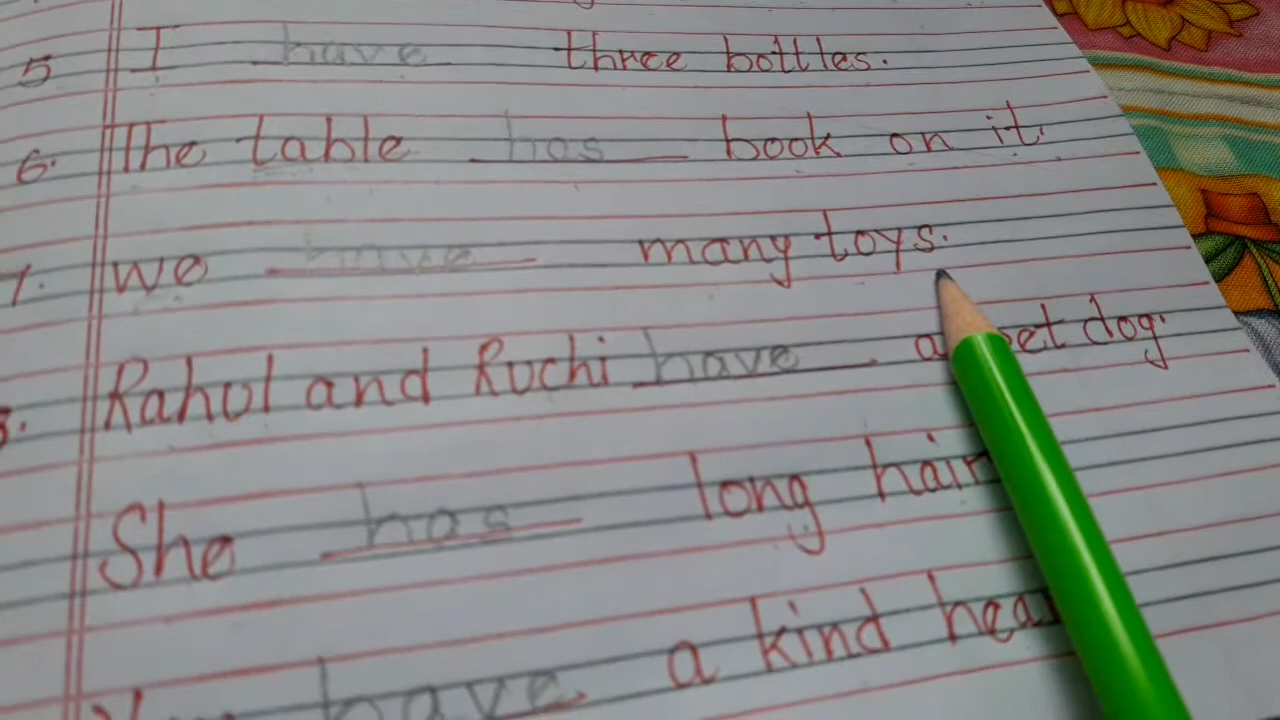 5 I have three bottles.
6. The table has book on it.
7. We have many toys.
Rahul and Ruchi have a pet dog.
She has long hair
have a kind